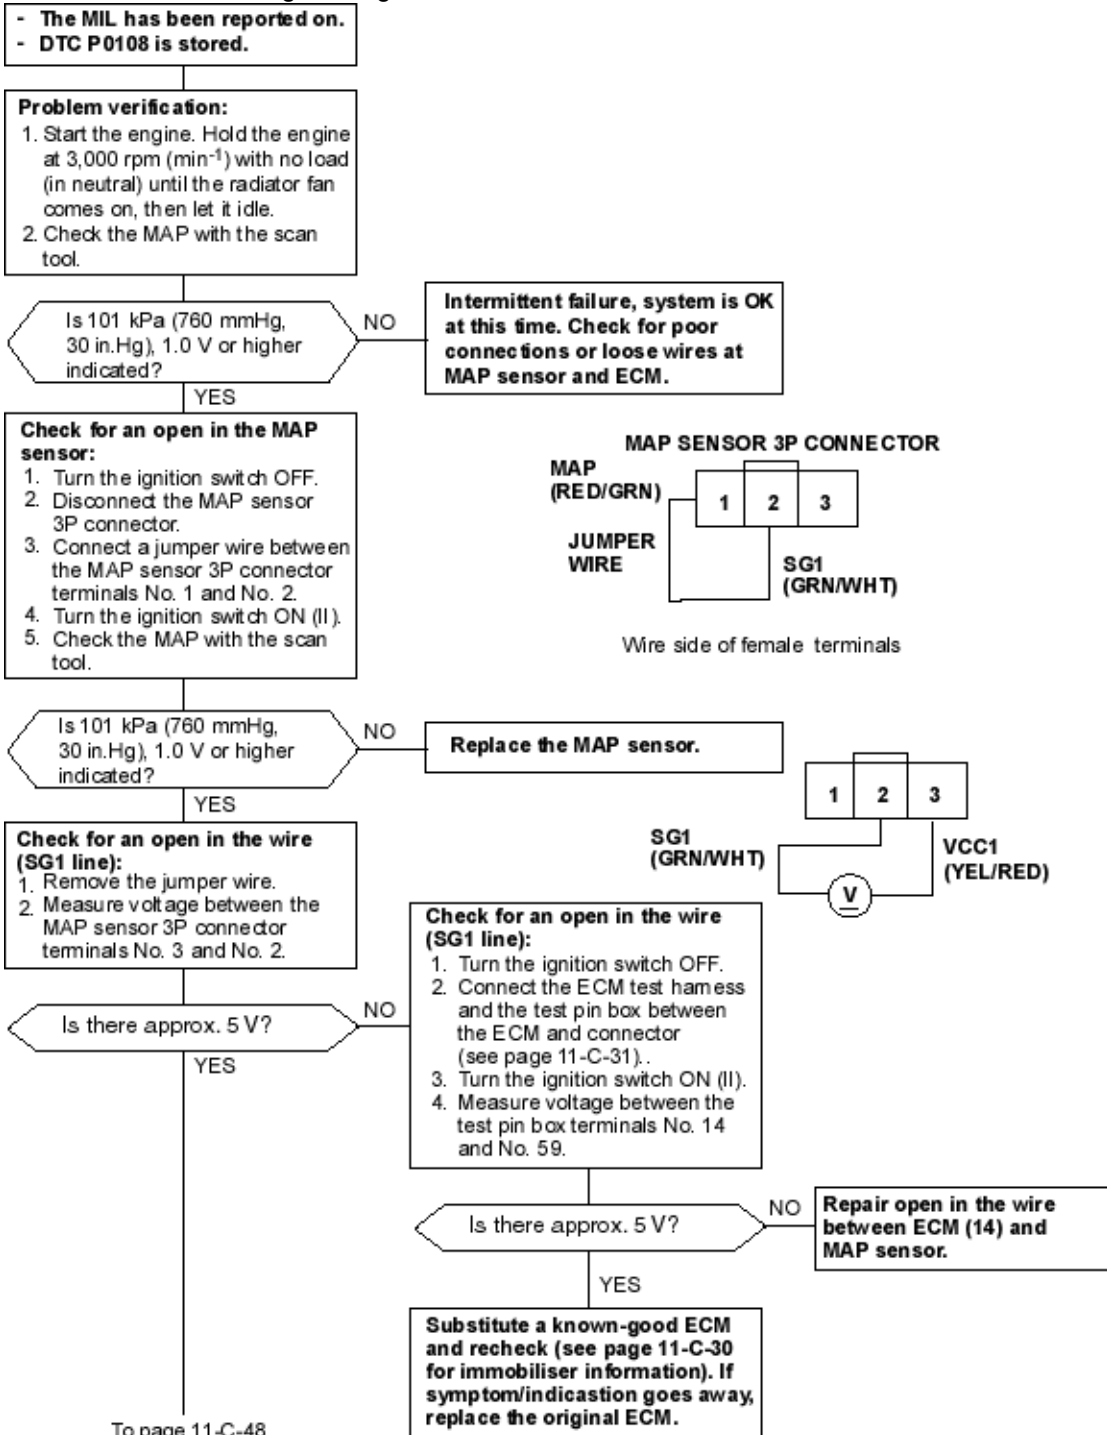 - The MIL has been reported on.
- DTC P0108 is stored.
Problem verification:
1. Start the engine. Hold the engine
at 3,000 rpm (min-1) with no load
(in neutral) until the radiator fan
comes on, then let it idle.
2. Check the MAP with the scan
tool.
Is 101 kPa (760 mmHg,
30 in.Hg), 1.0 V or higher
indicated?
NO
Intermittent failure, system is OK
at this time. Check for poor
connections or loose wires at
MAP sensor and ECM.
YES
Check for an open in the MAP
sensor:
1. Turn the ignition switch OFF.
2. Disconnect the MAP sensor
3P connector.
3. Connect a jumper wire between
the MAP sensor 3P connector
terminals No. 1 and No. 2.
4. Turn the ignition switch ON (II).
5. Check the MAP with the scan
tool.
MAP SENSOR 3P CONNECTOR
MAP
(RED/GRN)
1 2 3
JUMPER
WIRE
SG1
(GRN/WHT)
Wire side of female terminals
Is 101 kPa (760 mmHg,
30 in.Hg), 1.0 V or higher
indicated?
NO
Replace the MAP sensor.
YES
1 2 3
SG1
(GRN/WHT)
VCC1
(YEL/RED)
V
Check for an open in the wire
(SG1 line):
1. Remove the jumper wire.
2. Measure voltage between the
MAP sensor 3P connector
terminals No. 3 and No. 2.
Is there approx. 5 V?
NO
YES
Check for an open in the wire
(SG1 line):
1. Turn the ignition switch OFF.
2. Connect the ECM test harness
and the test pin box between
the ECM and connector
(see page 11-C-31)..
3. Turn the ignition switch ON (II).
4. Measure voltage between the
test pin box terminals No. 14
and No. 59.
Is there approx. 5 V?
NO
Repair open in the wire
between ECM (14) and
MAP sensor.
YES
Substitute a known-good ECM
and recheck (see page 11-C-30
for immobiliser information). If
symptom/indicastion goes away,
replace the original ECM.
To page 11-C-48